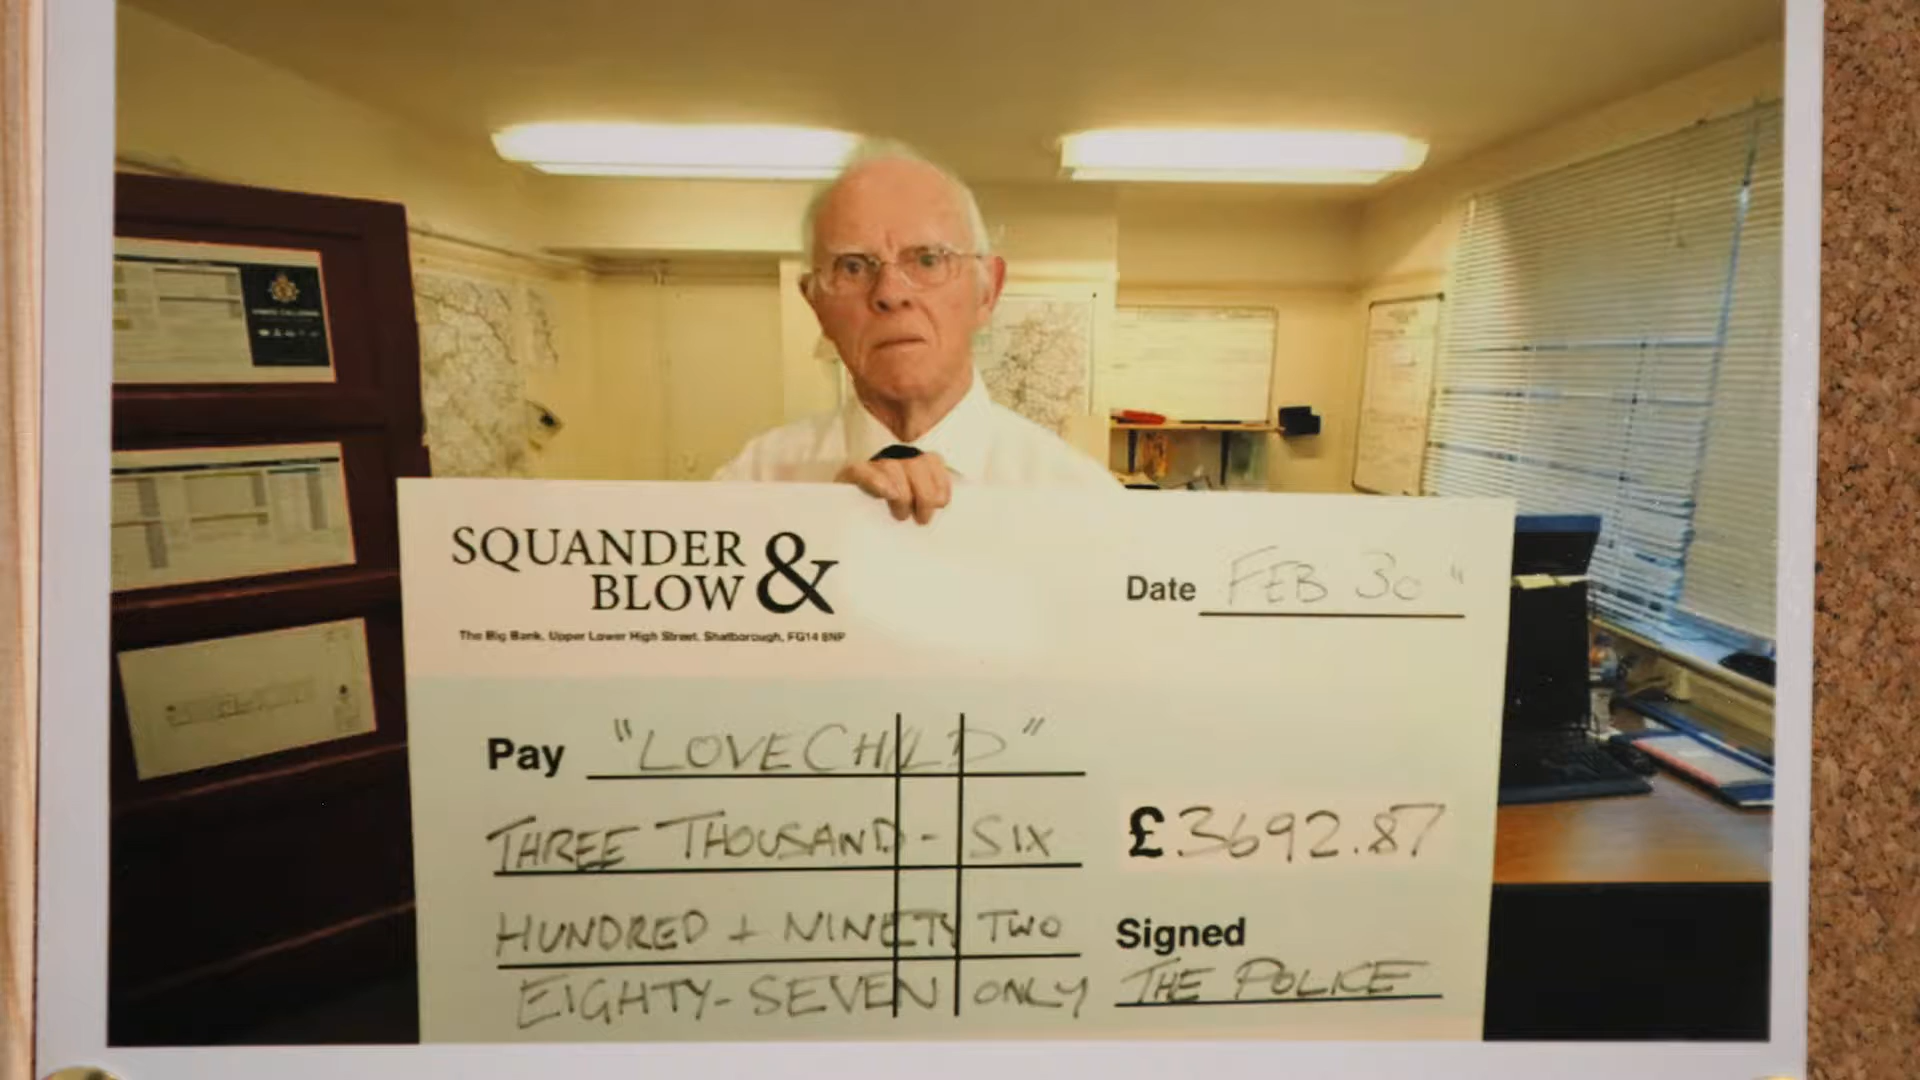 SQUANDER &
BLOW
The Big Bank, Upper Lower High Street, Shatborough, FG14 8NP
Date FEB 30"
Pay "LOVECHILD"
THREE THOUSAND - SIX
£3692.87
HUNDRED + NINETY TWO
EIGHTY-SEVEN ONLY
Signed
THE POLICE